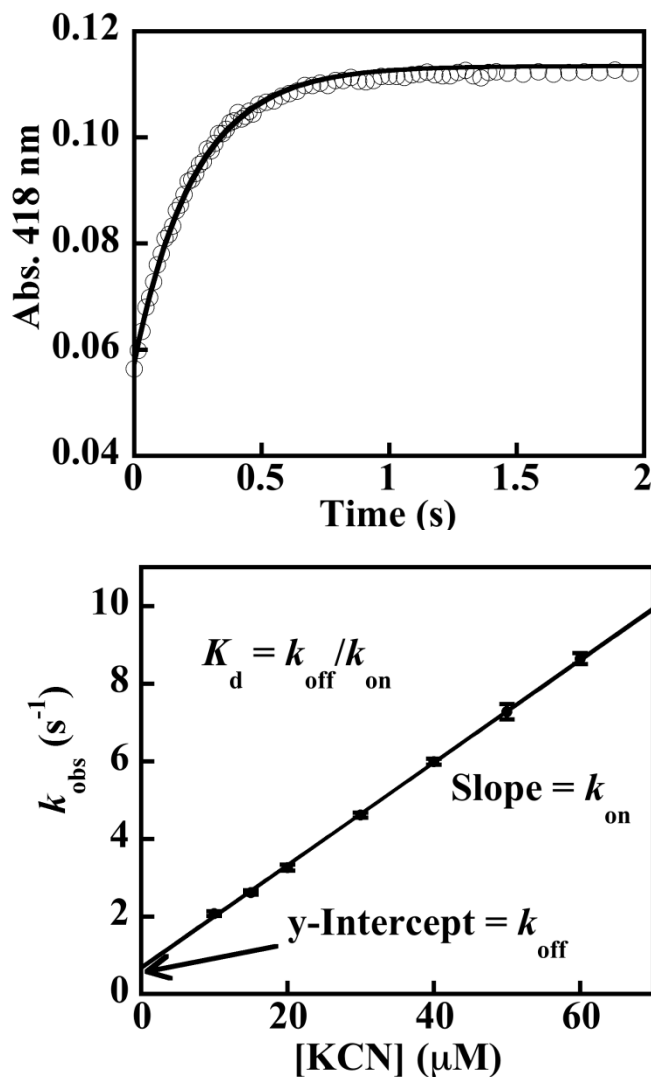 0.12
0.10
0.08
0.06
0.04
Abs. 418 nm
0 0.5 1 1.5 2
Time (s)
10
8
6
4
2
0
k obs (s-1)
Kd = koff/kon
Slope = kon
y-Intercept = koff
0 20 40 60
[KCN] (μM)